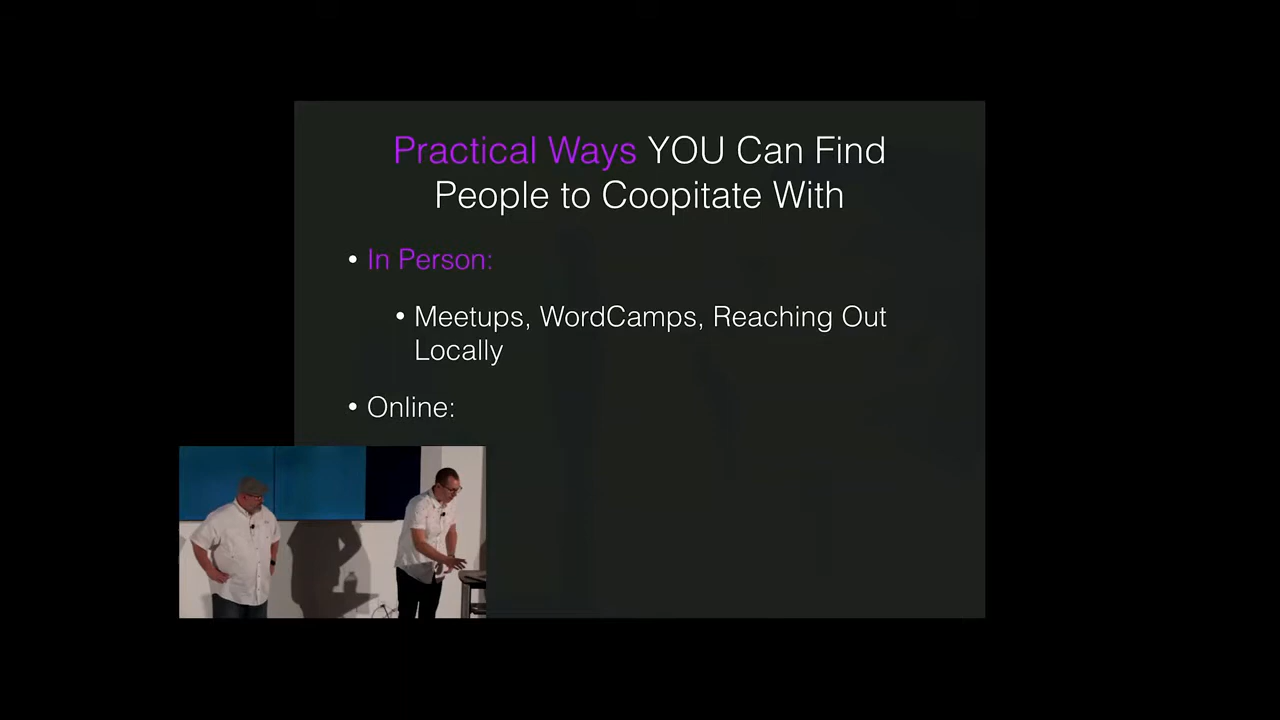 Practical Ways YOU Can Find
People to Coopitate With
• In Person:
• Meetups, WordCamps, Reaching Out
Locally
• Online: